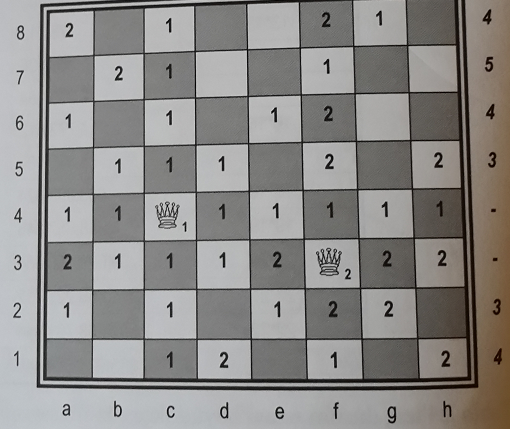 8 2 1 2 1 4
7 2 1 1 5
6 1 1 1 2 4
5 1 1 1 2 2 3
4 1 1 1 1 1 1 1 1 -
3 2 1 1 1 2 2 2 2 -
2 1 1 1 2 2 3
1 1 2 1 2 4
a b c d e f g h